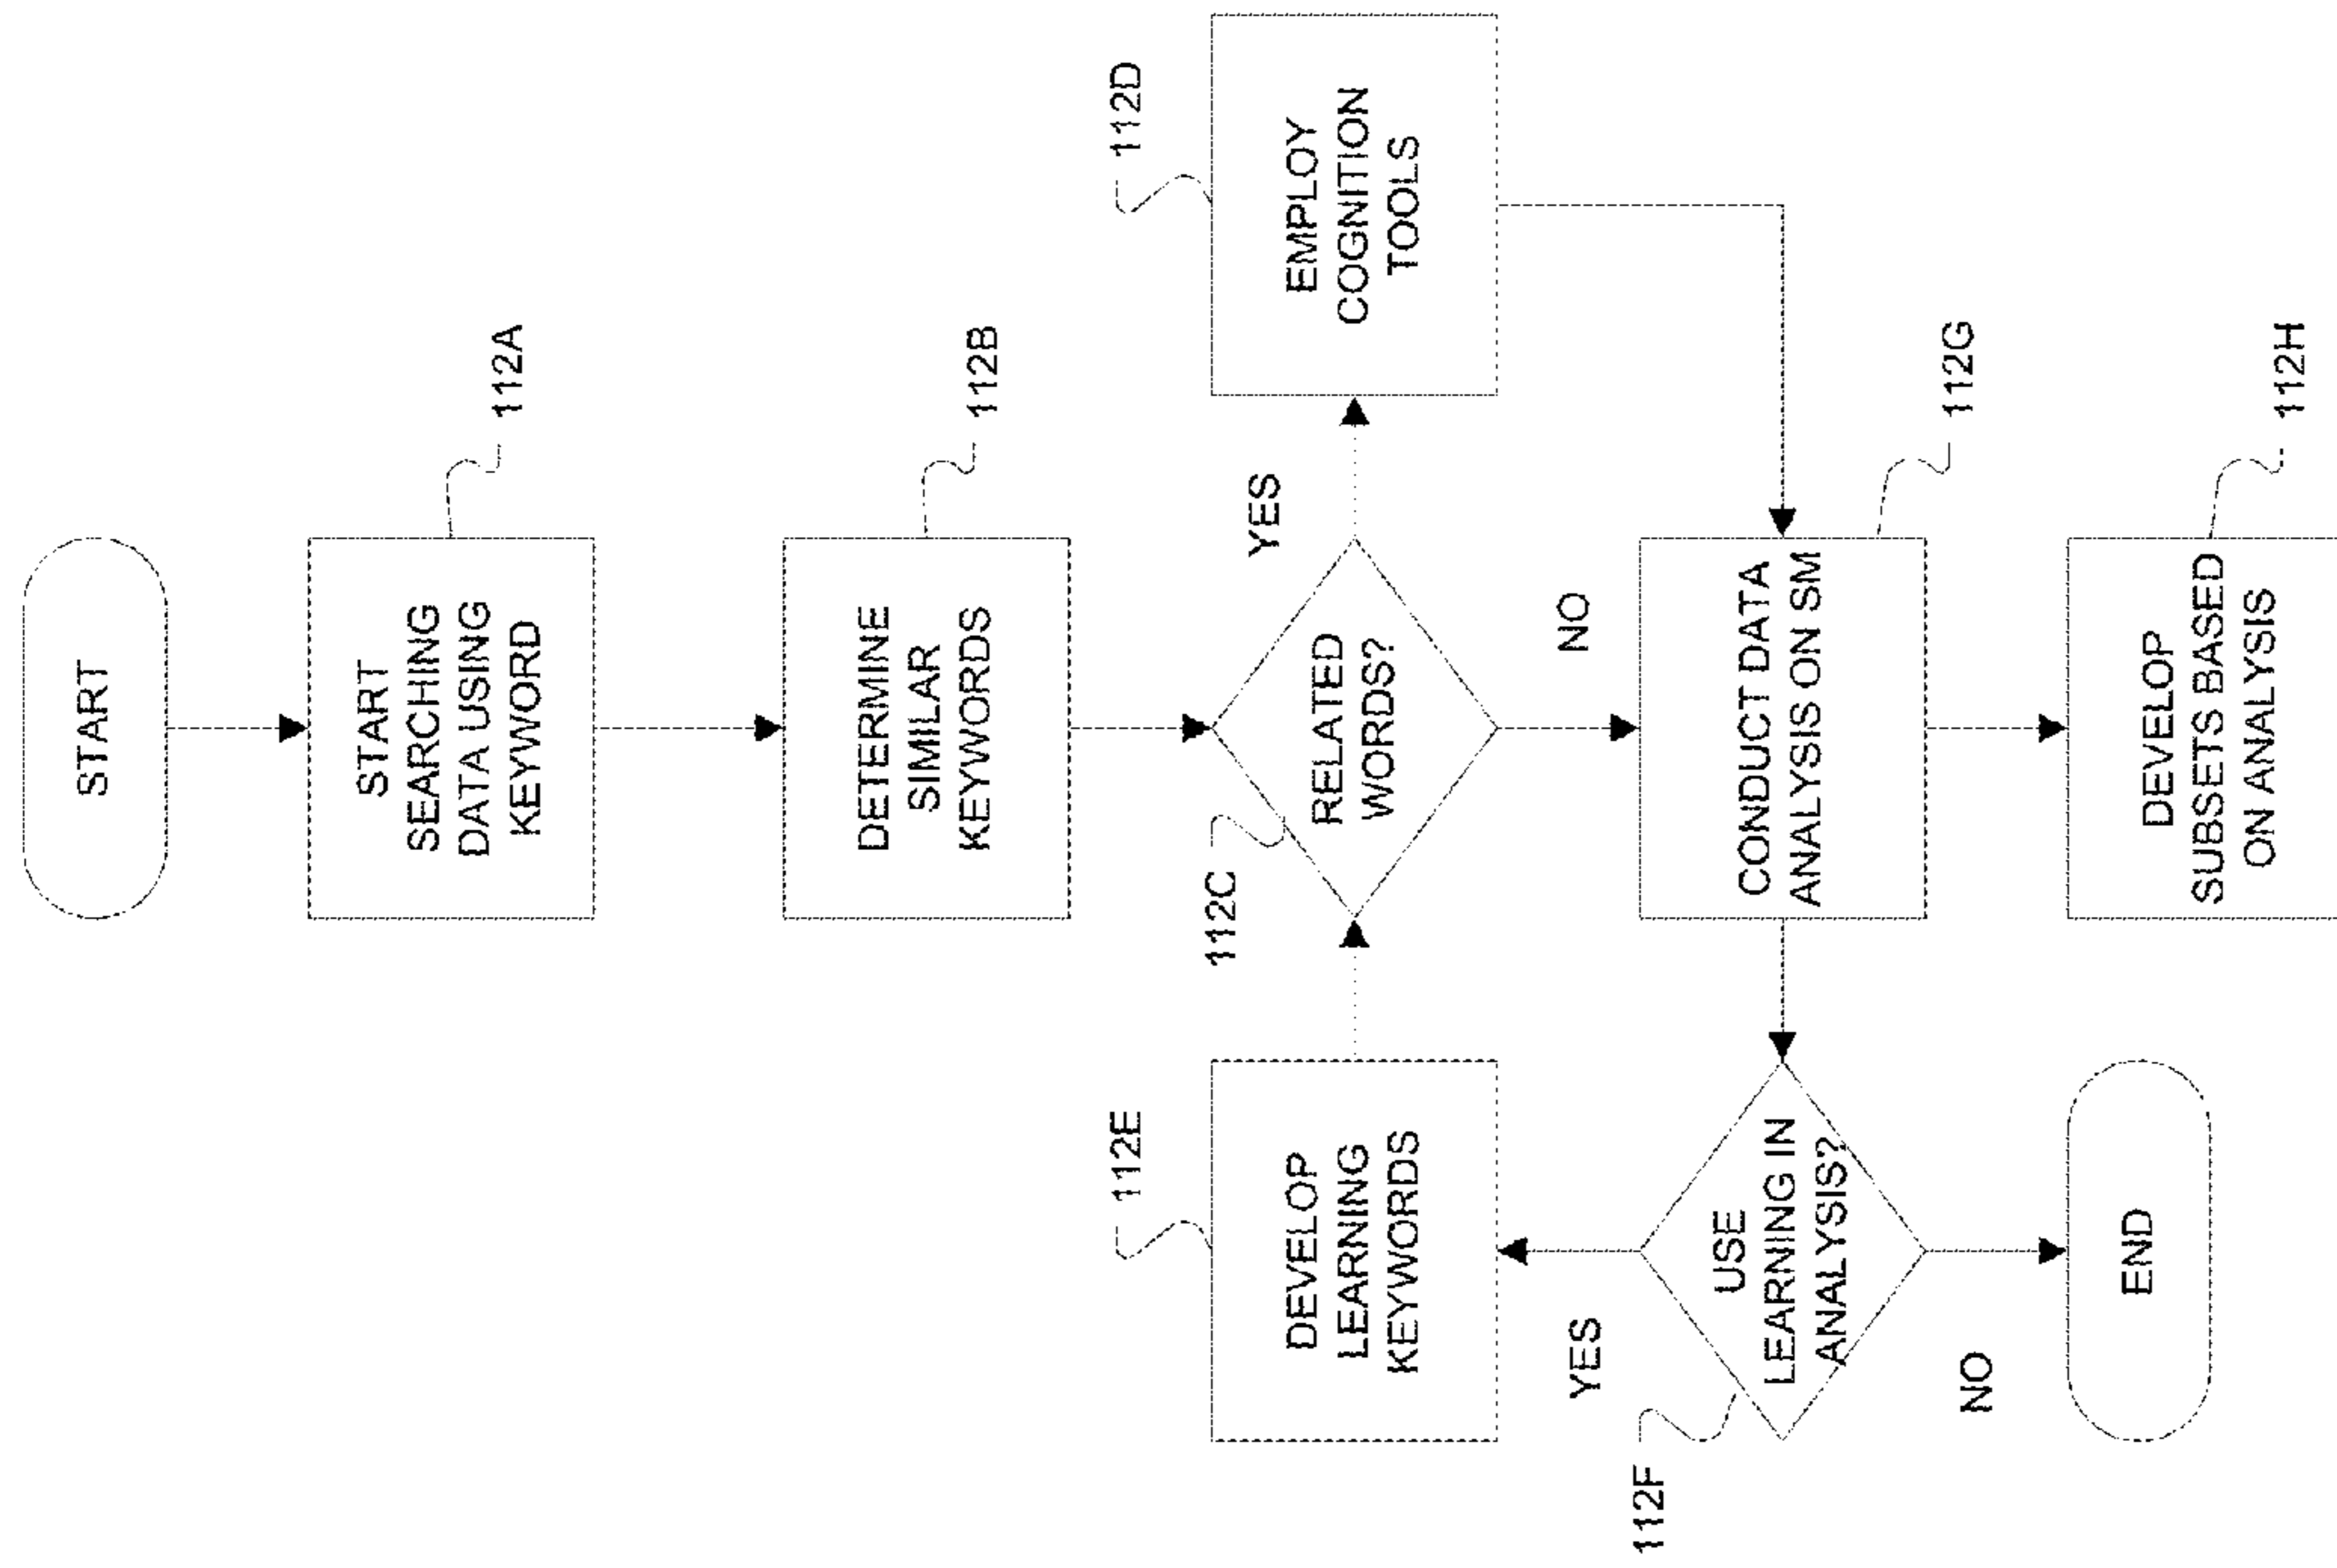 START
START
SEARCHING
DATA USING
KEYWORD
112A
DETERMINE
SIMILAR
KEYWORDS
112B
RELATED
WORDS?
112C
YES
NO
EMPLOY
COGNITION
TOOLS
112D
DEVELOP
LEARNING
KEYWORDS
112E
CONDUCT DATA
ANALYSIS ON SM
112G
USE
LEARNING IN
ANALYSIS?
112F
YES
NO
DEVELOP
SUBSETS BASED
ON ANALYSIS
112H
END